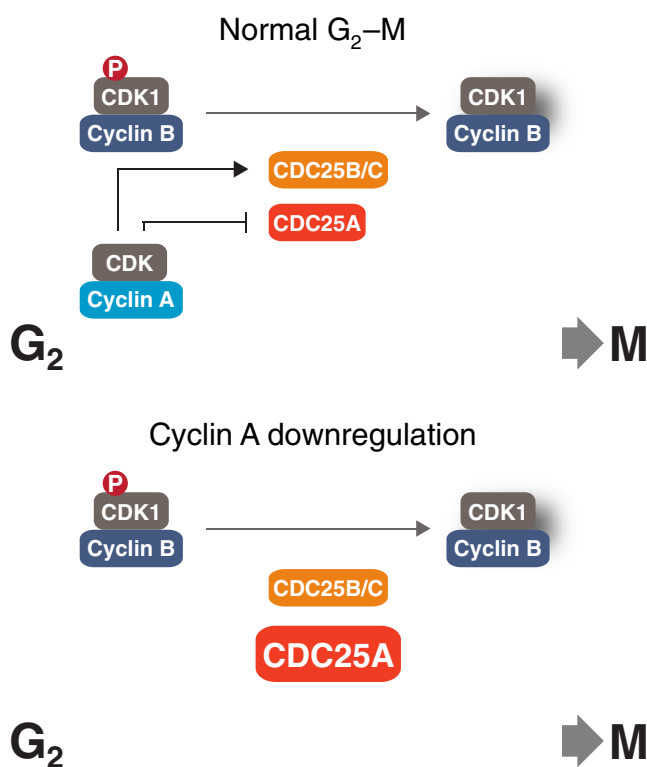 Normal G₂–M
P
CDK1
Cyclin B
CDK1
Cyclin B
CDC25B/C
CDC25A
CDK
Cyclin A
G₂
M
Cyclin A downregulation
P
CDK1
Cyclin B
CDK1
Cyclin B
CDC25B/C
CDC25A
G₂
M